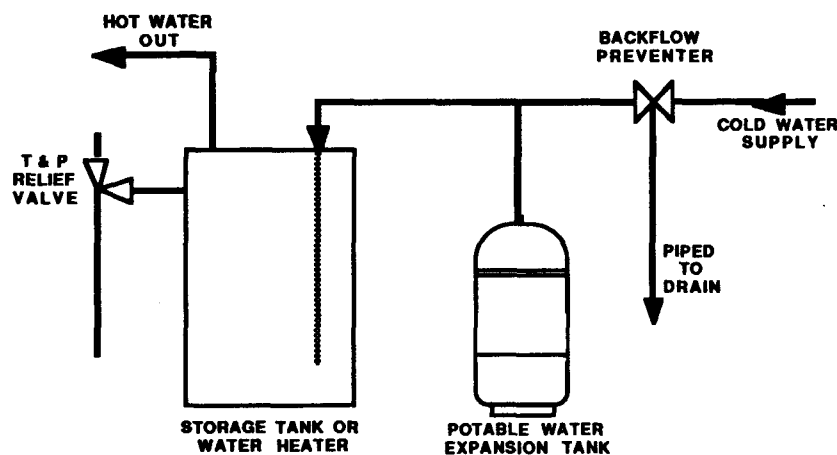 HOT WATER
OUT
BACKFLOW
PREVENTER
COLD WATER
SUPPLY
T & P
RELIEF
VALVE
PIPED
TO
DRAIN
STORAGE TANK OR
WATER HEATER
POTABLE WATER
EXPANSION TANK